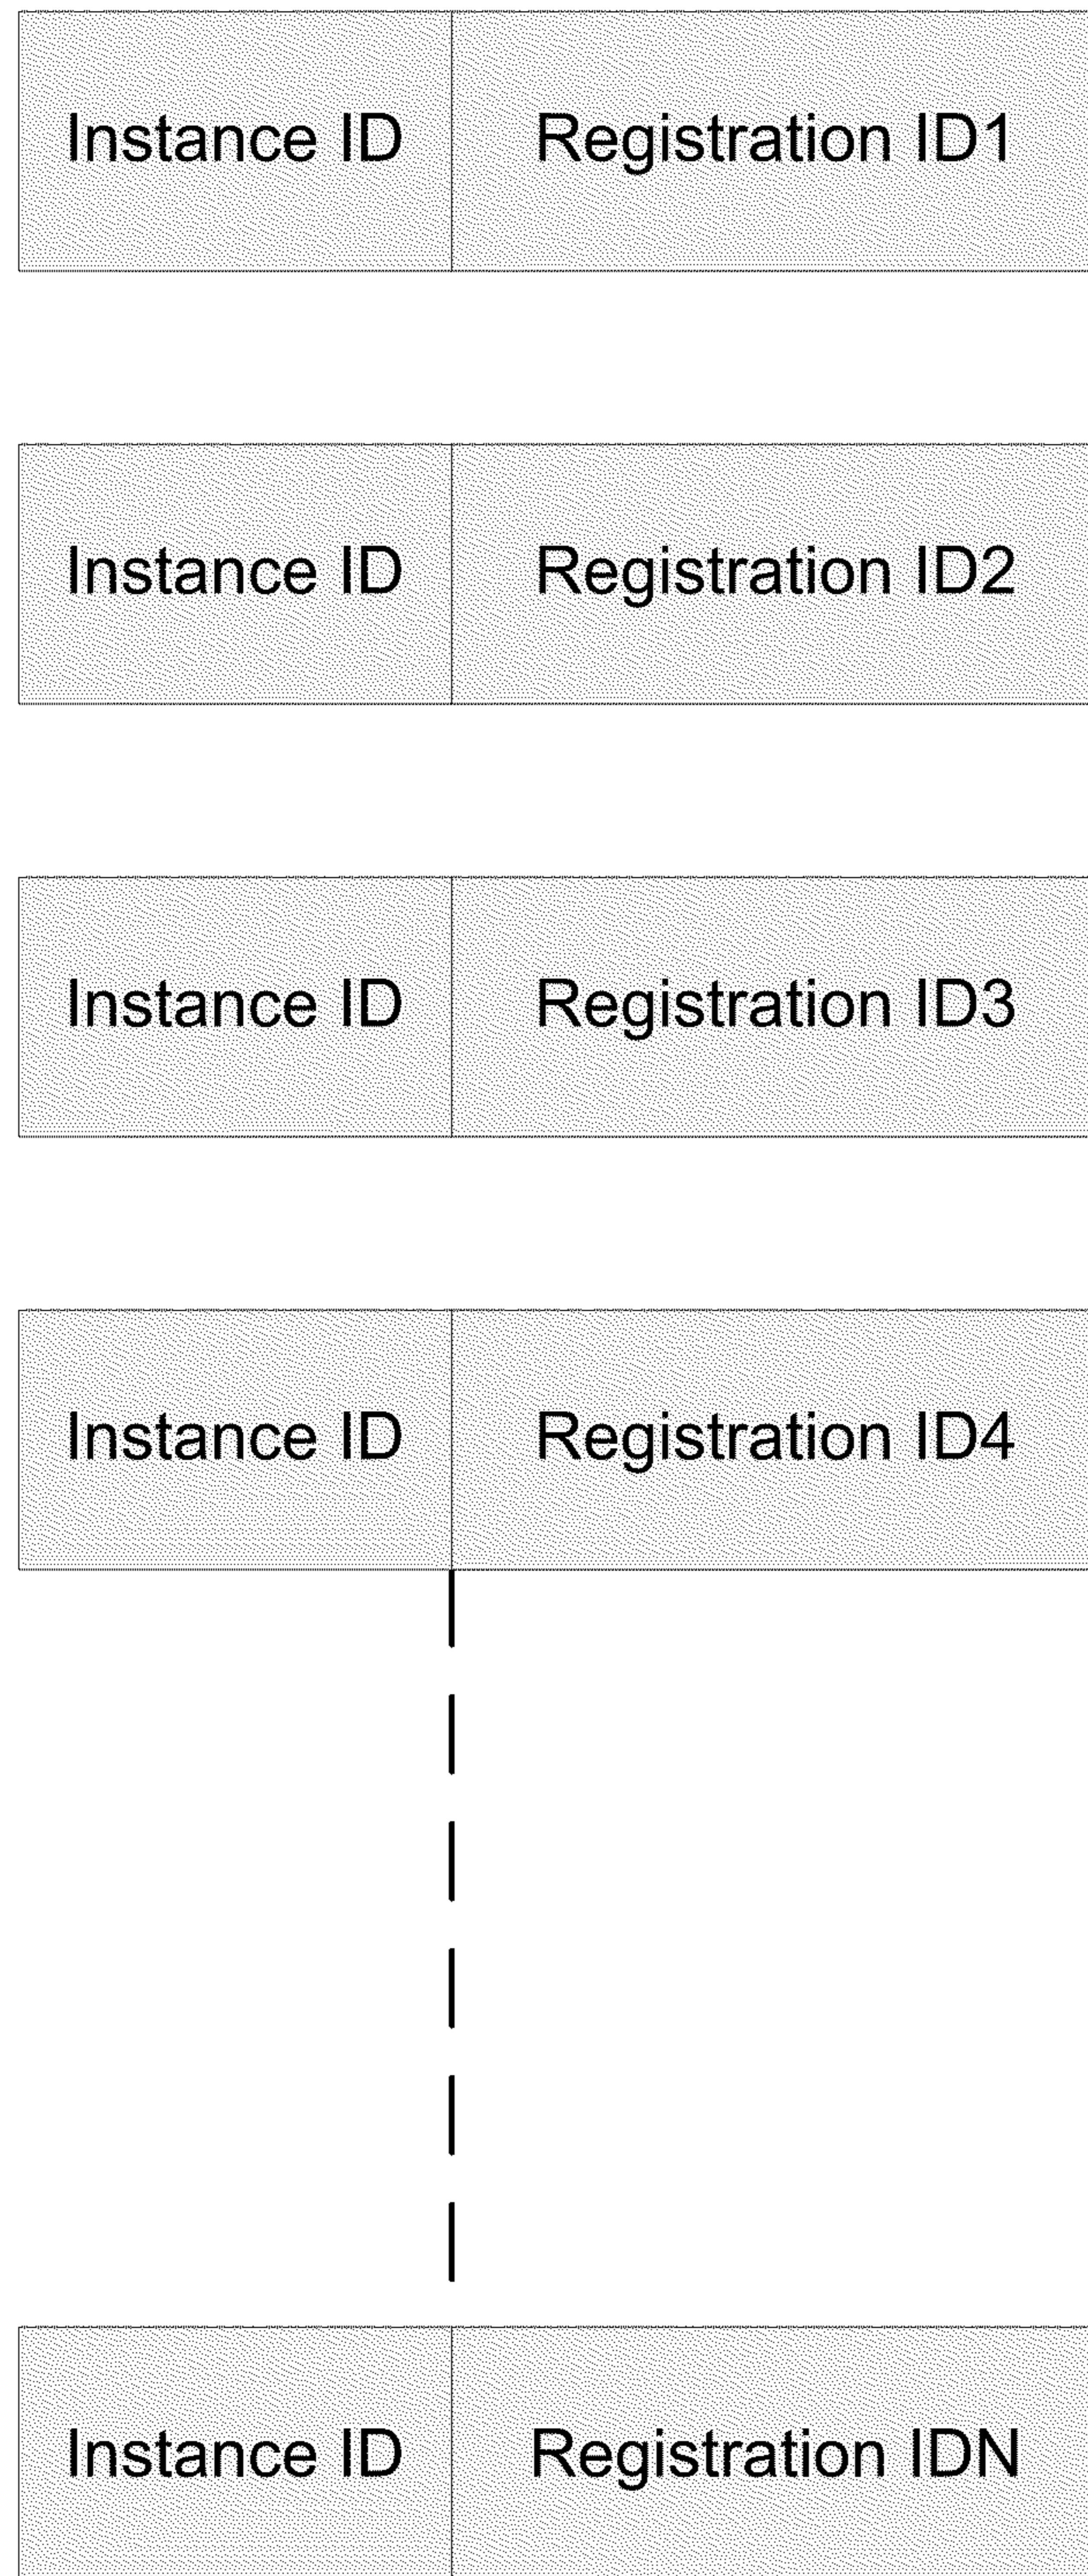 Instance ID Registration ID1
Instance ID Registration ID2
Instance ID Registration ID3
Instance ID Registration ID4
Instance ID Registration IDN